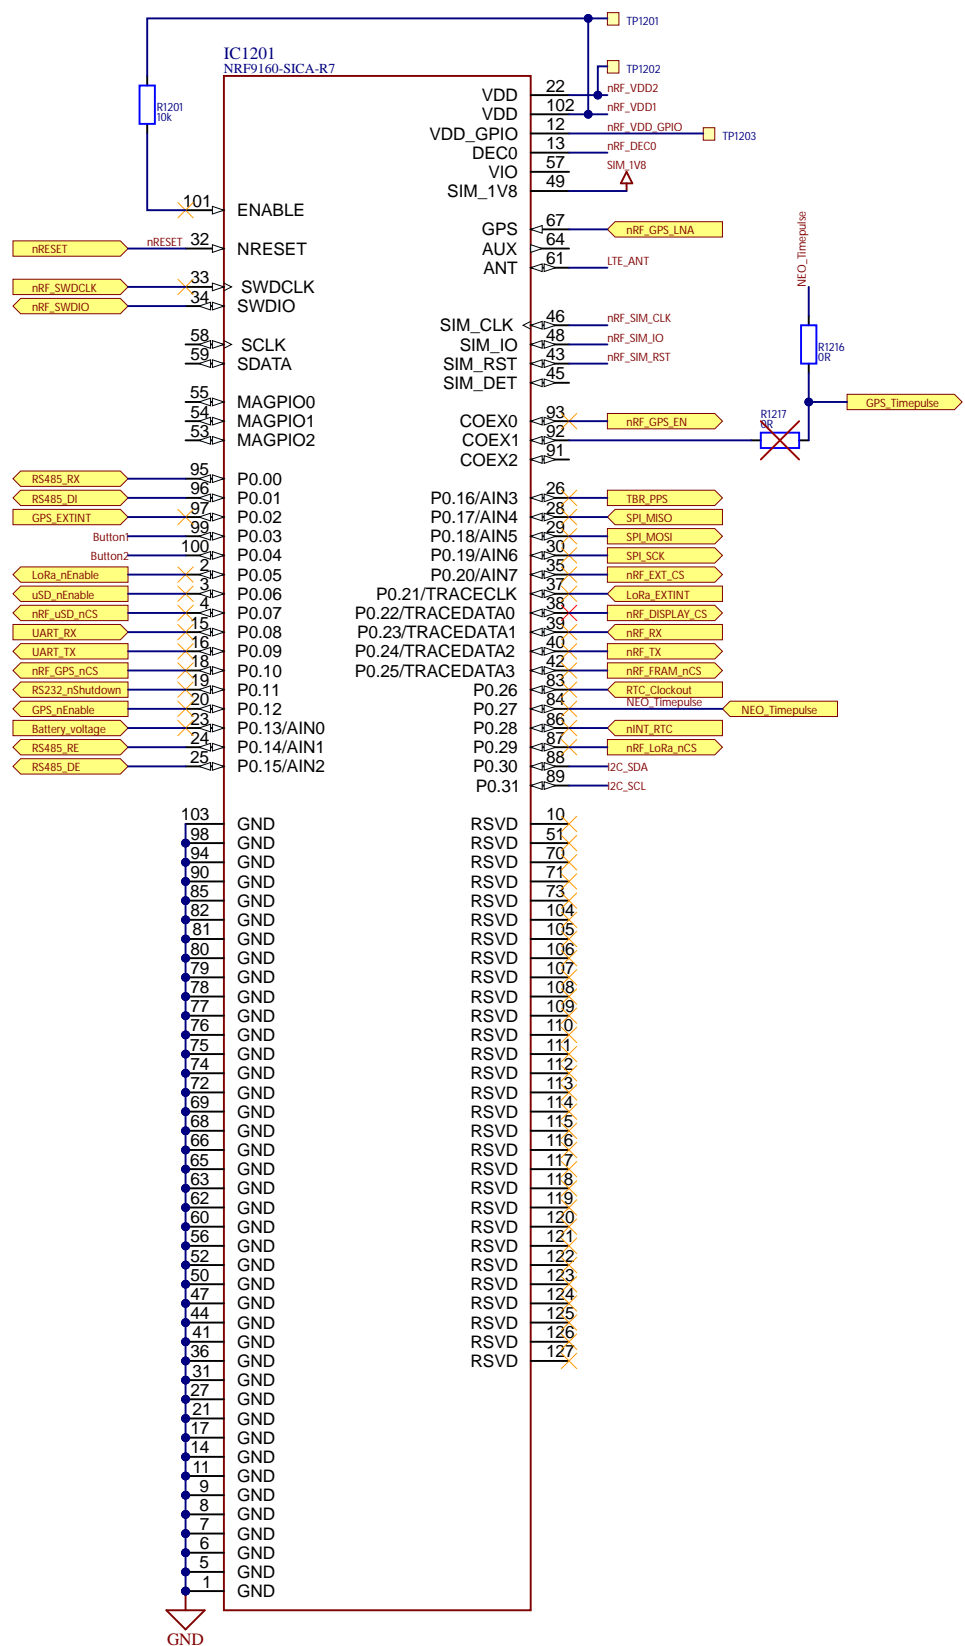 TP1201
IC1201
NRF9160-SICA-R7
TP1202
R1201
10k
VDD 22 nRF_VDD2
VDD 102 nRF_VDD1
VDD_GPIO 12 nRF_VDD_GPIO TP1203
DEC0 13 nRF_DEC0
VIO 57 SIM_1V8
SIM_1V8 49
101 ENABLE
GPS 67 nRF_GPS_LNA
nRESET nRESET 32 NRESET AUX 64
ANT 61 LTE_ANT
NEO_Timepulse
nRF_SWDCLK 33 SWDCLK
nRF_SWDIO 34 SWDIO
SIM_CLK 46 nRF_SIM_CLK
58 SCLK SIM_IO 48 nRF_SIM_IO
59 SDATA SIM_RST 43 nRF_SIM_RST
SIM_DET 45
R1216
0R
55 MAGPIO0
54 MAGPIO1 COEX0 93 nRF_GPS_EN
53 MAGPIO2 COEX1 92
COEX2 91
GPS_Timepulse
R1217
0R
RS485_RX 95 P0.00
RS485_DI 96 P0.01 P0.16/AIN3 26 TBR_PPS
GPS_EXTINT 97 P0.02 P0.17/AIN4 28 SPI_MISO
Button1 99 P0.03 P0.18/AIN5 29 SPI_MOSI
Button2 100 P0.04 P0.19/AIN6 30 SPI_SCK
LoRa_nEnable 2 P0.05 P0.20/AIN7 35 nRF_EXT_CS
uSD_nEnable 3 P0.06 P0.21/TRACECLK 37 LoRa_EXTINT
nRF_uSD_nCS 4 P0.07 P0.22/TRACEDATA0 38 nRF_DISPLAY_CS
UART_RX 15 P0.08 P0.23/TRACEDATA1 39 nRF_RX
UART_TX 16 P0.09 P0.24/TRACEDATA2 40 nRF_TX
nRF_GPS_nCS 18 P0.10 P0.25/TRACEDATA3 42 nRF_FRAM_nCS
RS232_nShutdown 19 P0.11 P0.26 83 RTC_Clockout
GPS_nEnable 20 P0.12 P0.27 84 NEO_Timepulse NEO_Timepulse
Battery_voltage 23 P0.13/AIN0 P0.28 86 nINT_RTC
RS485_RE 24 P0.14/AIN1 P0.29 87 nRF_LoRa_nCS
RS485_DE 25 P0.15/AIN2 P0.30 88 I2C_SDA
P0.31 89 I2C_SCL
103 GND RSVD 10
98 GND RSVD 51
94 GND RSVD 70
90 GND RSVD 71
85 GND RSVD 73
82 GND RSVD 104
81 GND RSVD 105
80 GND RSVD 106
79 GND RSVD 107
78 GND RSVD 108
77 GND RSVD 109
76 GND RSVD 110
75 GND RSVD 111
74 GND RSVD 112
72 GND RSVD 113
69 GND RSVD 114
68 GND RSVD 115
66 GND RSVD 116
65 GND RSVD 117
63 GND RSVD 118
62 GND RSVD 119
60 GND RSVD 120
56 GND RSVD 121
52 GND RSVD 122
50 GND RSVD 123
47 GND RSVD 124
44 GND RSVD 125
41 GND RSVD 126
36 GND RSVD 127
31 GND
27 GND
21 GND
17 GND
14 GND
11 GND
9 GND
8 GND
7 GND
6 GND
5 GND
1 GND
GND